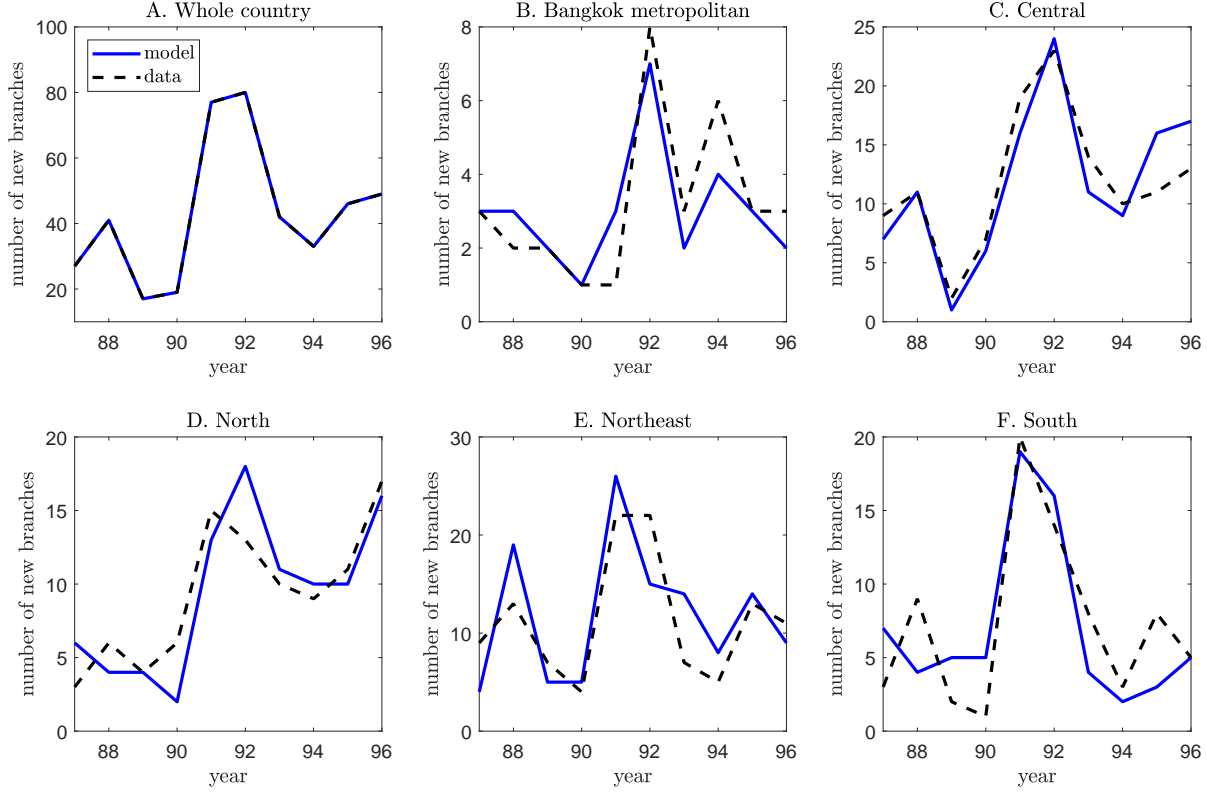 A. Whole country
100
80
60
40
20
number of new branches
model
data
88 90 92 94 96
year
B. Bangkok metropolitan
8
6
4
2
0
number of new branches
88 90 92 94 96
year
C. Central
25
20
15
10
5
0
number of new branches
88 90 92 94 96
year
D. North
20
15
10
5
0
number of new branches
88 90 92 94 96
year
E. Northeast
30
20
10
0
number of new branches
88 90 92 94 96
year
F. South
20
15
10
5
0
number of new branches
88 90 92 94 96
year